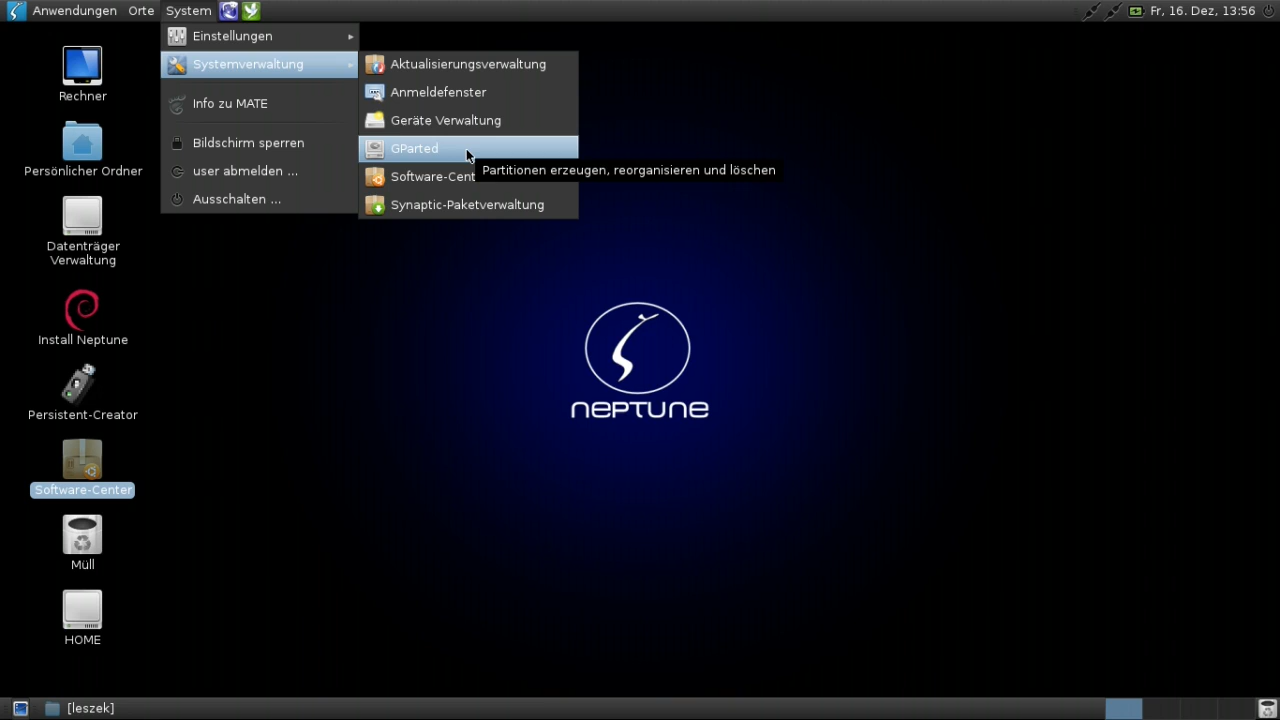 Anwendungen Orte System
Fr, 16. Dez, 13:56
Einstellungen
Systemverwaltung
Info zu MATE
Bildschirm sperren
user abmelden ...
Ausschalten ...
Aktualisierungsverwaltung
Anmeldefenster
Geräte Verwaltung
GParted
Partitionen erzeugen, reorganisieren und löschen
Software-Cent
Synaptic-Paketverwaltung
Rechner
Persönlicher Ordner
Datenträger
Verwaltung
Install Neptune
Persistent-Creator
Software-Center
Müll
HOME
NEPTUNE
[leszek]